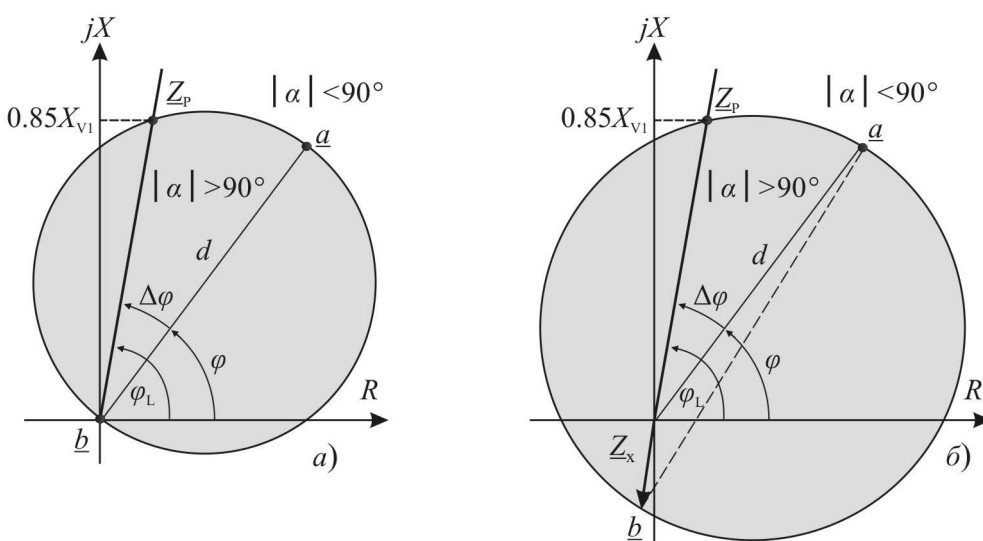 jX
Z_P
|α|<90°
0.85X_V1
a
|α|>90°
d
Δφ
φ
φ_L
R
b
а)
jX
Z_P
|α|<90°
0.85X_V1
a
|α|>90°
d
Δφ
φ
φ_L
R
Z_x
b
б)